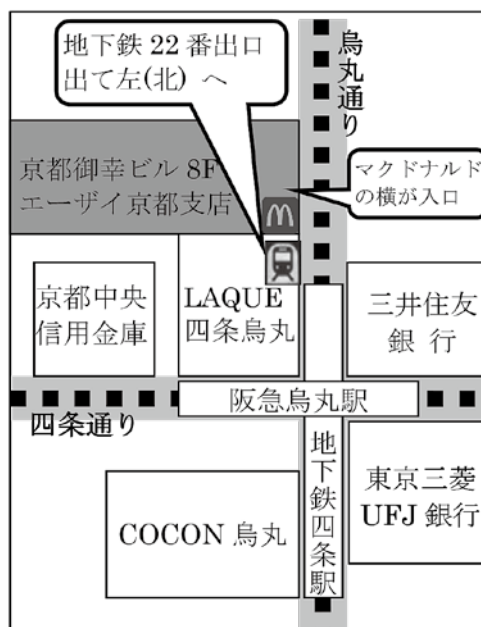 地下鉄 22 番出口
出て左(北) へ
烏丸通り
京都御幸ビル 8F
エーザイ京都支店
マクドナルド
の横が入口
京都中央
信用金庫
LAQUE
四条烏丸
三井住友
銀 行
阪急烏丸駅
四条通り
地下鉄四条駅
東京三菱
UFJ 銀行
COCON 烏丸